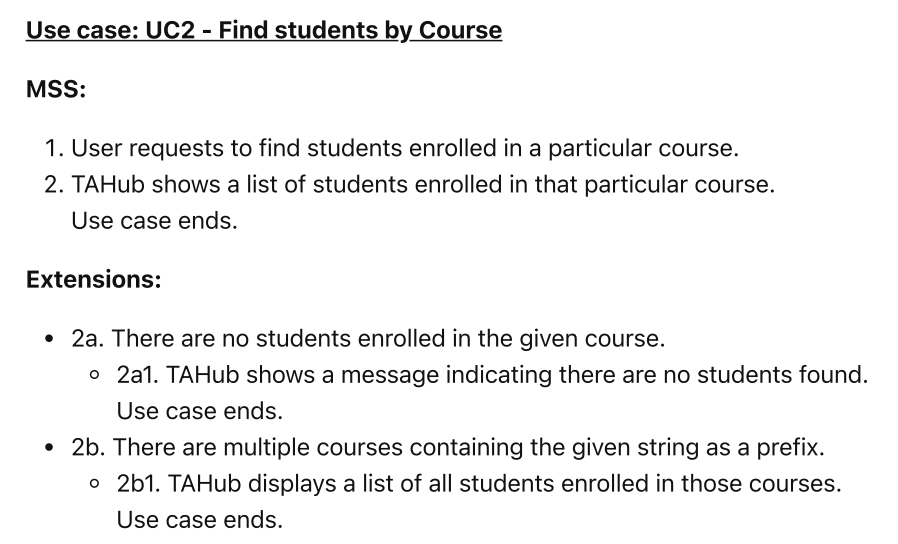 Use case: UC2 - Find students by Course
MSS:
1. User requests to find students enrolled in a particular course.
2. TAHub shows a list of students enrolled in that particular course.
Use case ends.
Extensions:
• 2a. There are no students enrolled in the given course.
◦ 2a1. TAHub shows a message indicating there are no students found.
Use case ends.
• 2b. There are multiple courses containing the given string as a prefix.
◦ 2b1. TAHub displays a list of all students enrolled in those courses.
Use case ends.